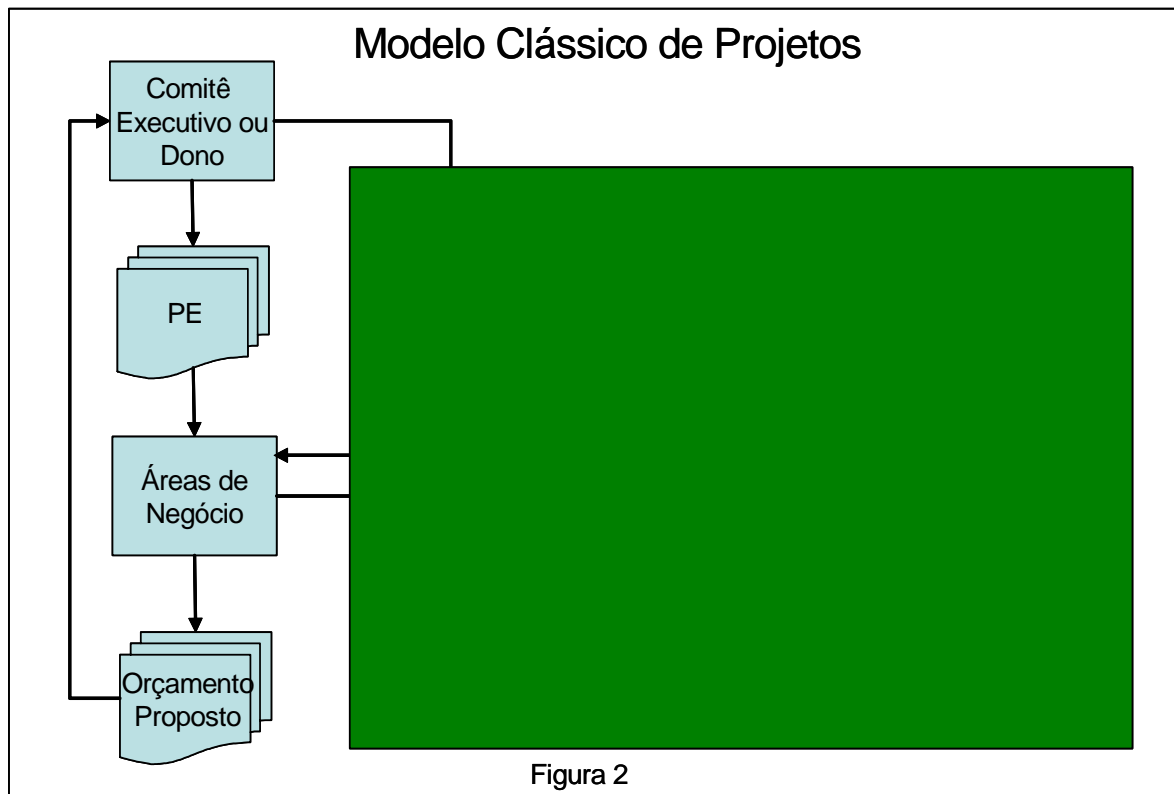 Modelo Clássico de Projetos
Comitê
Executivo ou
Dono
PE
Áreas de
Negócio
Orçamento
Proposto
Figura 2